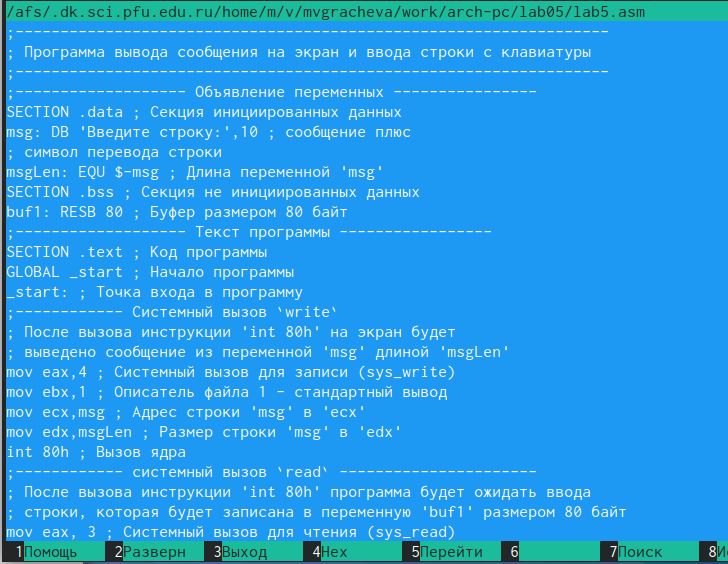 /afs/.dk.sci.pfu.edu.ru/home/m/v/mvgracheva/work/arch-pc/lab05/lab5.asm
;------------------------------------------------------------------
; Программа вывода сообщения на экран и ввода строки с клавиатуры
;------------------------------------------------------------------
;------------------- Объявление переменных ----------------
SECTION .data ; Секция инициированных данных
msg: DB 'Введите строку:',10 ; сообщение плюс
; символ перевода строки
msgLen: EQU $-msg ; Длина переменной 'msg'
SECTION .bss ; Секция не инициированных данных
buf1: RESB 80 ; Буфер размером 80 байт
;------------------- Текст программы -----------------
SECTION .text ; Код программы
GLOBAL _start ; Начало программы
_start: ; Точка входа в программу
;------------ Системный вызов `write`
; После вызова инструкции 'int 80h' на экран будет
; выведено сообщение из переменной 'msg' длиной 'msgLen'
mov eax,4 ; Системный вызов для записи (sys_write)
mov ebx,1 ; Описатель файла 1 - стандартный вывод
mov ecx,msg ; Адрес строки 'msg' в 'ecx'
mov edx,msgLen ; Размер строки 'msg' в 'edx'
int 80h ; Вызов ядра
;------------ системный вызов `read` ----------------------
; После вызова инструкции 'int 80h' программа будет ожидать ввода
; строки, которая будет записана в переменную 'buf1' размером 80 байт
mov eax, 3 ; Системный вызов для чтения (sys_read)
1Помощь 2Разверн 3Выход 4Hex 5Перейти 6 7Поиск 8